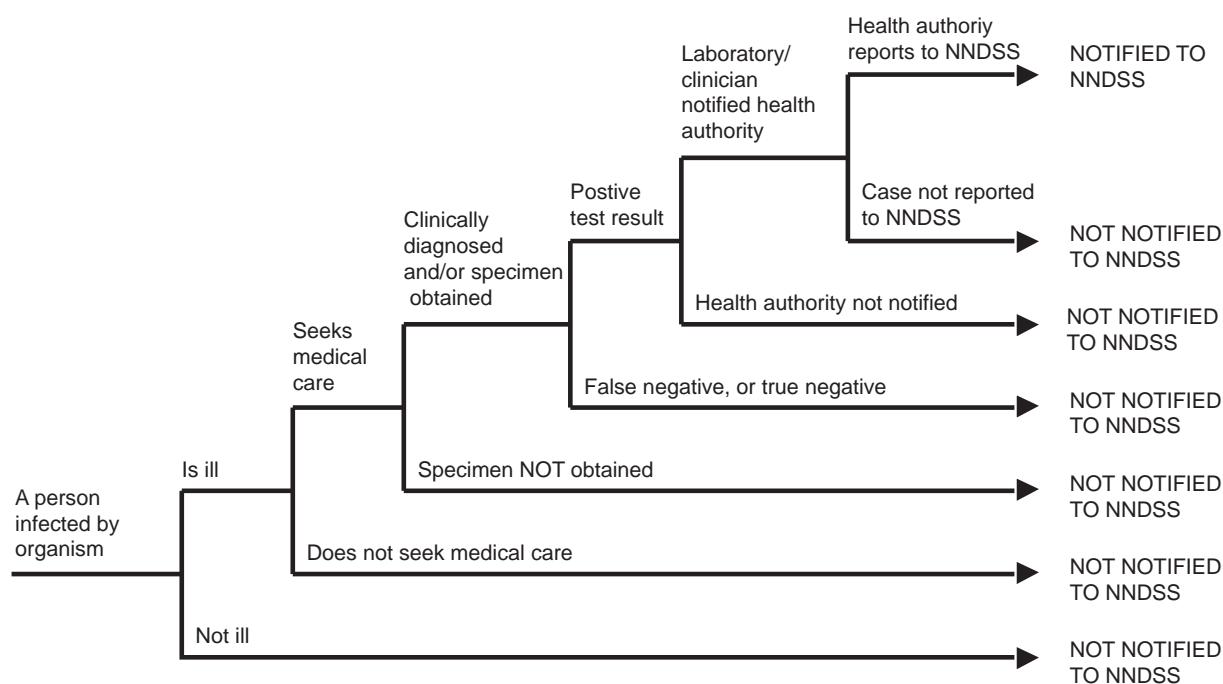 Health authoriy
reports to NNDSS
NOTIFIED TO
NNDSS
Laboratory/
clinician
notified health
authority
Case not reported
to NNDSS
NOT NOTIFIED
TO NNDSS
Postive
test result
Health authority not notified
NOT NOTIFIED
TO NNDSS
Clinically
diagnosed
and/or specimen
obtained
False negative, or true negative
NOT NOTIFIED
TO NNDSS
Seeks
medical
care
Specimen NOT obtained
NOT NOTIFIED
TO NNDSS
Is ill
Does not seek medical care
NOT NOTIFIED
TO NNDSS
A person
infected by
organism
Not ill
NOT NOTIFIED
TO NNDSS